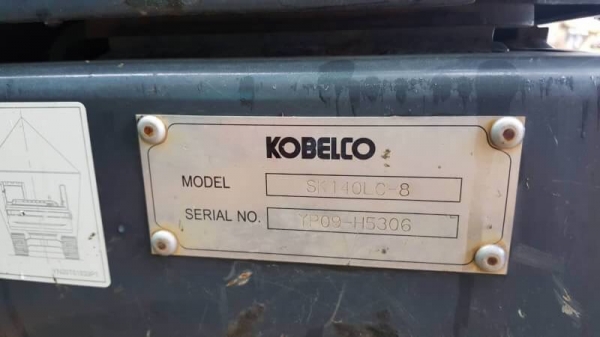 KOBELCO
MODEL SK140LC-8
SERIAL NO. YP09-H5306